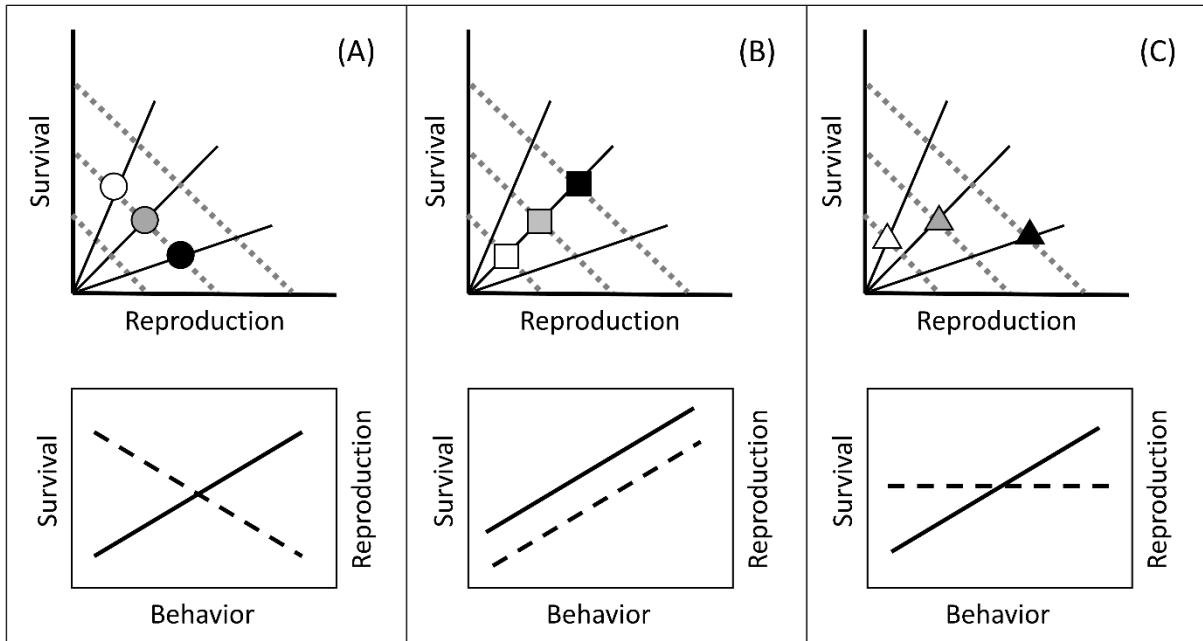 (A)
Survival
Reproduction
Survival
Reproduction
Behavior
(B)
Survival
Reproduction
Survival
Reproduction
Behavior
(C)
Survival
Reproduction
Survival
Reproduction
Behavior